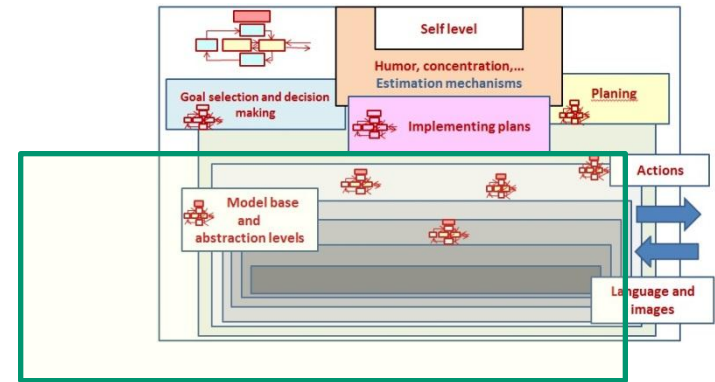 Self level
Humor, concentration,...
Estimation mechanisms
Goal selection and decision
making
Planing
Implementing plans
Actions
Model base
and
abstraction levels
Language and
images